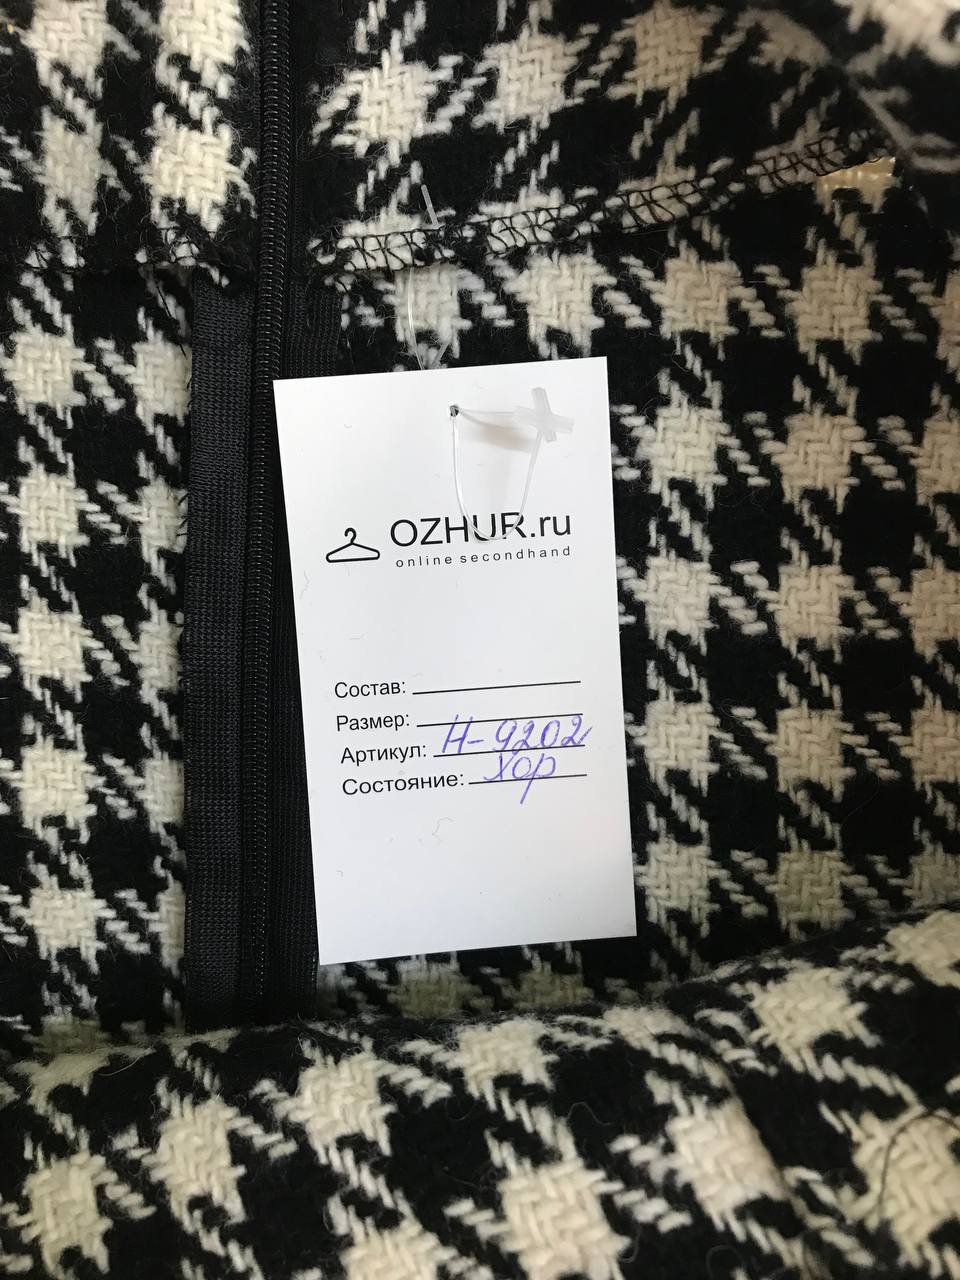 OZHUR.ru
online secondhand
Состав:
Размер:
Артикул: Н-9202
Состояние: хор